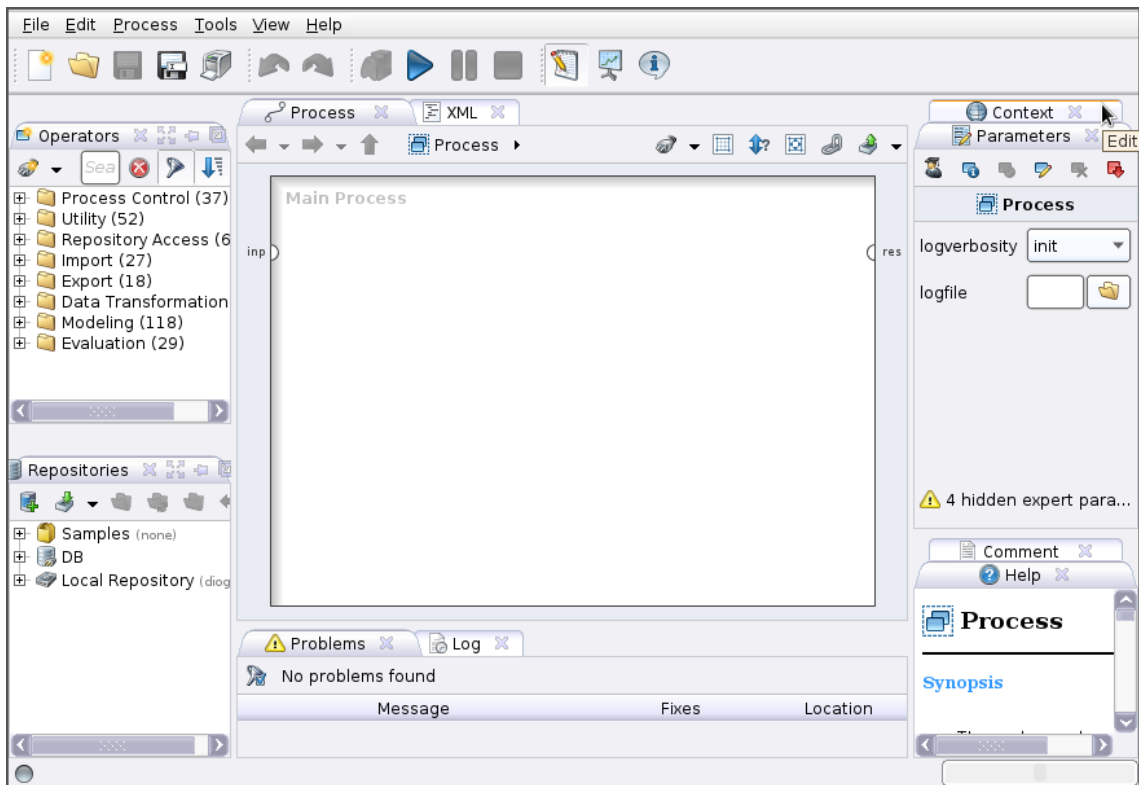 File Edit Process Tools View Help
Process
XML
Context
Operators
Parameters
Edit
Process
Sea
Process
Process Control (37)
Utility (52)
Repository Access (6
Import (27)
Export (18)
Data Transformation
Modeling (118)
Evaluation (29)
Main Process
inp
res
logverbosity init
logfile
4 hidden expert para...
Repositories
Samples (none)
DB
Local Repository (diog
Comment
Help
Process
Synopsis
Problems
Log
No problems found
Message Fixes Location